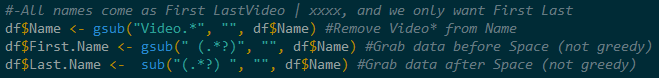 #-All names come as First LastVideo | xxxx, and we only want First Last
df$Name <- gsub("Video.*", "", df$Name) #Remove Video* from Name
df$First.Name <- gsub(" (.*?)", "", df$Name) #Grab data before Space (not greedy)
df$Last.Name <-  sub("(.*?) ", "", df$Name) #Grab data after Space (not greedy)